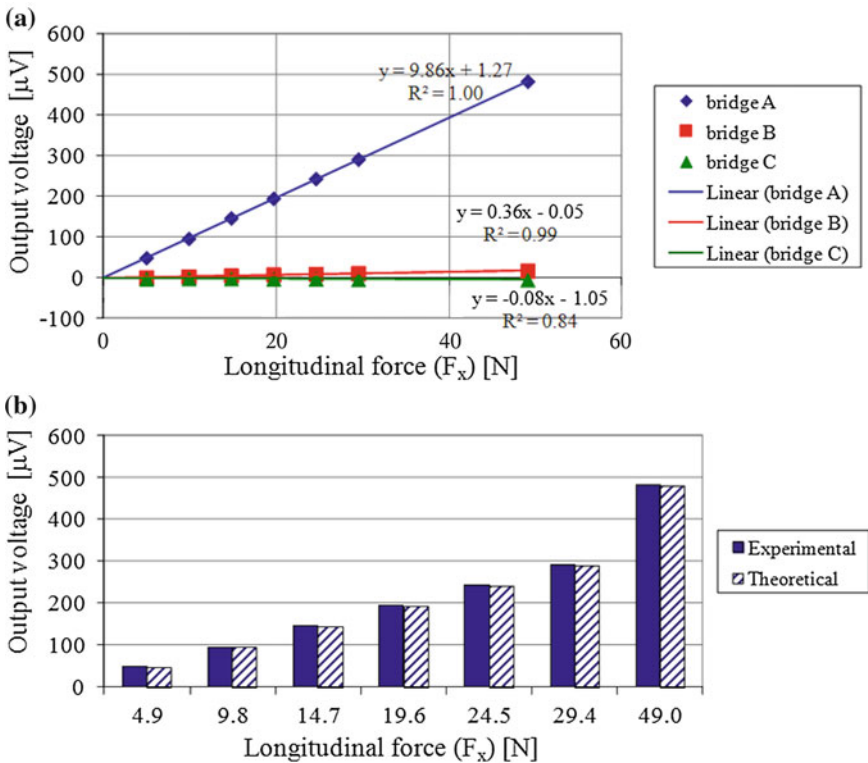 (a)
600
500
400
300
200
100
0
-100
Output voltage [µV]
y = 9.86x + 1.27
R² = 1.00
y = 0.36x - 0.05
R² = 0.99
y = -0.08x - 1.05
R² = 0.84
0 20 40 60
Longitudinal force (Fx) [N]
bridge A
bridge B
bridge C
Linear (bridge A)
Linear (bridge B)
Linear (bridge C)
(b)
600
500
400
300
200
100
0
Output voltage [µV]
4.9 9.8 14.7 19.6 24.5 29.4 49.0
Longitudinal force (Fx) [N]
Experimental
Theoretical